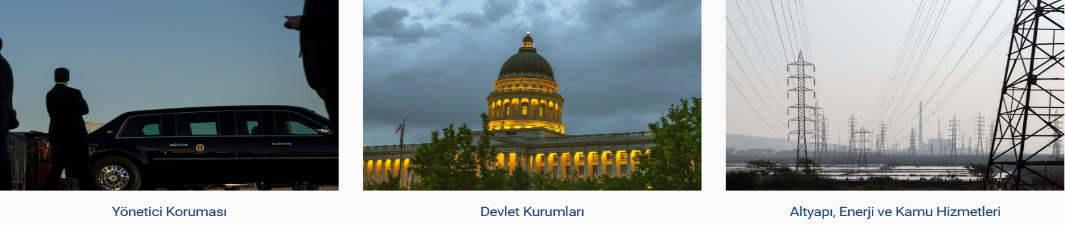 Yönetici Koruması
Devlet Kurumları
Altyapı, Enerji ve Kamu Hizmetleri